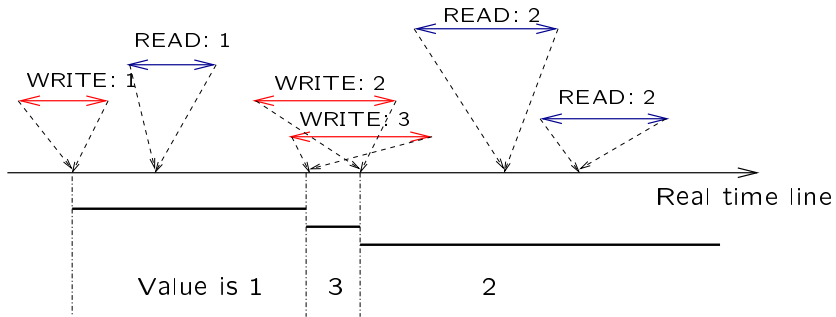 READ: 2
READ: 1
WRITE: 1
WRITE: 2
READ: 2
WRITE: 3
Real time line
Value is 1
3
2